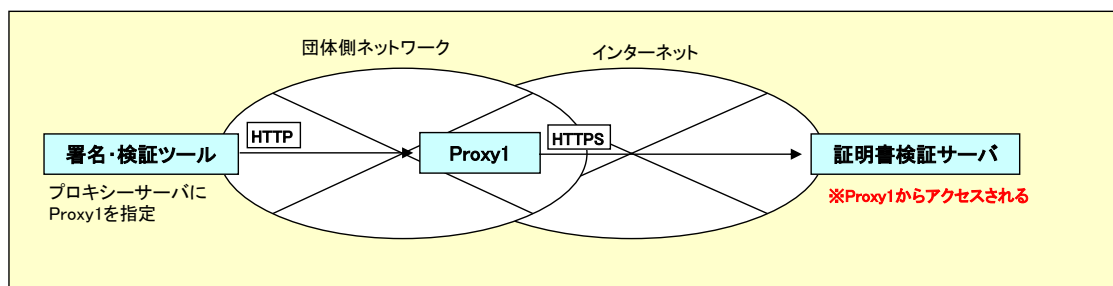 団体側ネットワーク
インターネット
HTTP
HTTPS
署名・検証ツール
Proxy1
証明書検証サーバ
プロキシーサーバに
Proxy1を指定
※Proxy1からアクセスされる